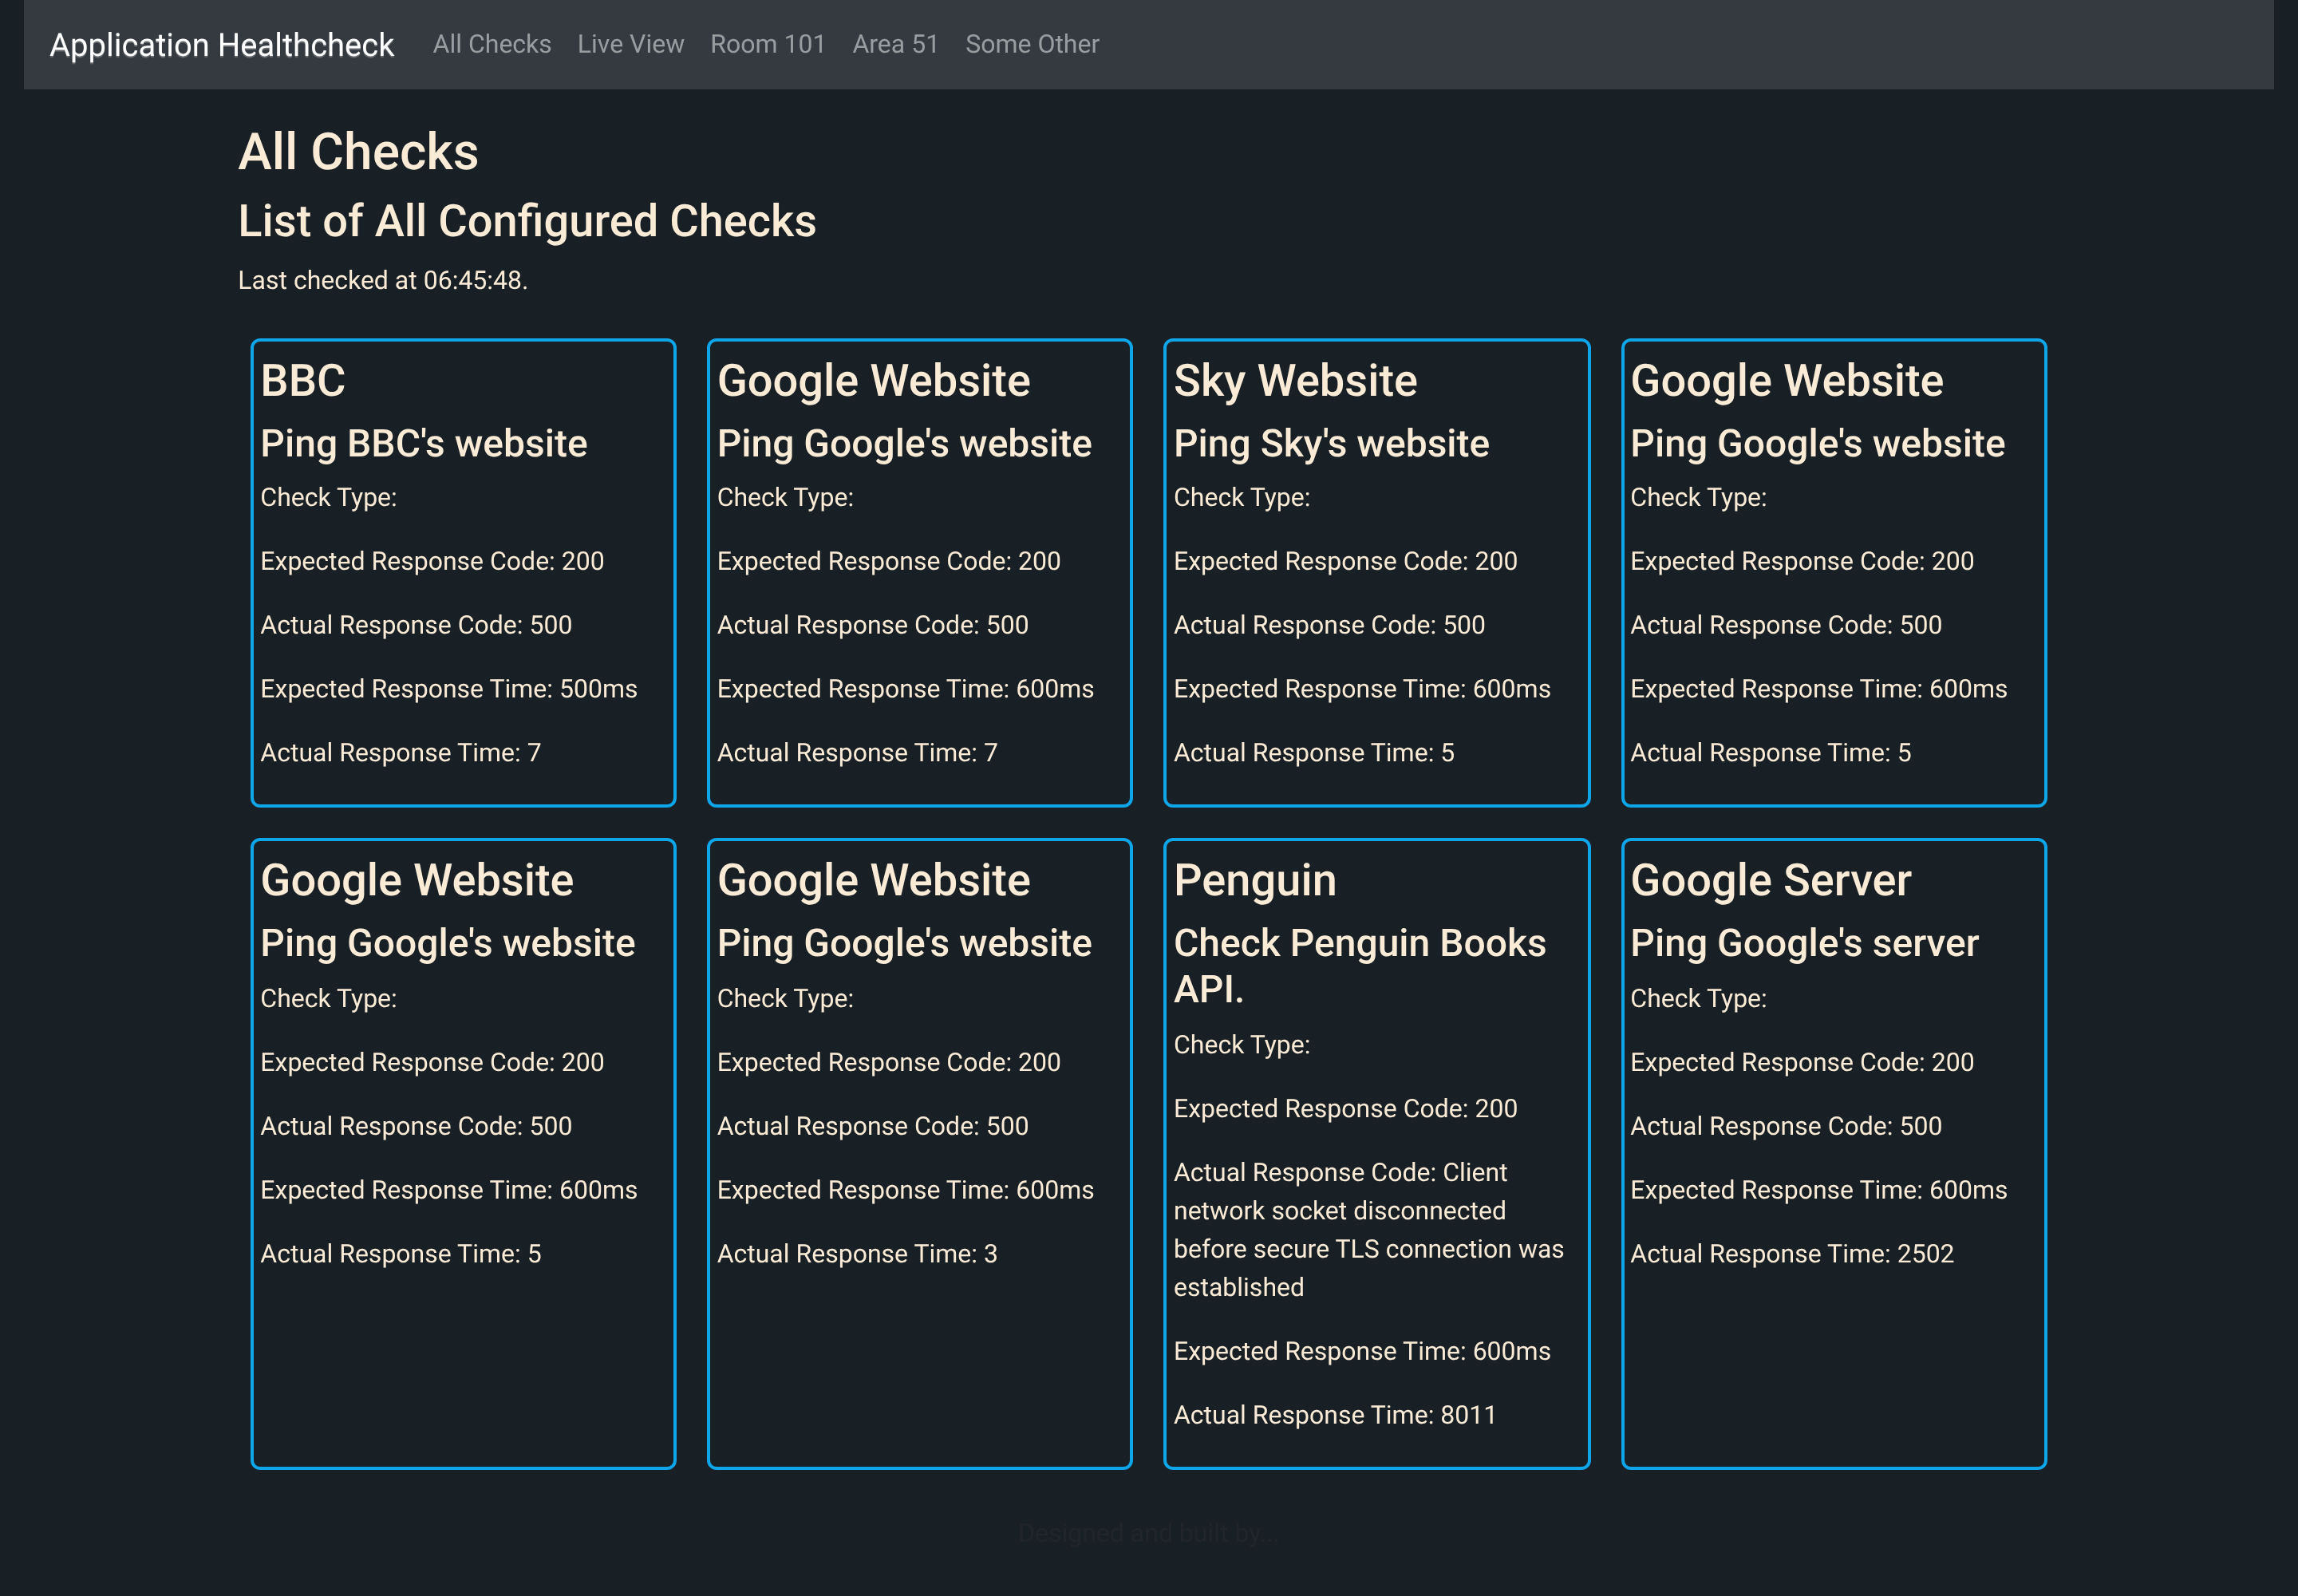 Application Healthcheck All Checks Live View Room 101 Area 51 Some Other
All Checks
List of All Configured Checks
Last checked at 06:45:48.
BBC
Ping BBC's website
Check Type:
Expected Response Code: 200
Actual Response Code: 500
Expected Response Time: 500ms
Actual Response Time: 7
Google Website
Ping Google's website
Check Type:
Expected Response Code: 200
Actual Response Code: 500
Expected Response Time: 600ms
Actual Response Time: 7
Sky Website
Ping Sky's website
Check Type:
Expected Response Code: 200
Actual Response Code: 500
Expected Response Time: 600ms
Actual Response Time: 5
Google Website
Ping Google's website
Check Type:
Expected Response Code: 200
Actual Response Code: 500
Expected Response Time: 600ms
Actual Response Time: 5
Google Website
Ping Google's website
Check Type:
Expected Response Code: 200
Actual Response Code: 500
Expected Response Time: 600ms
Actual Response Time: 5
Google Website
Ping Google's website
Check Type:
Expected Response Code: 200
Actual Response Code: 500
Expected Response Time: 600ms
Actual Response Time: 3
Penguin
Check Penguin Books
API.
Check Type:
Expected Response Code: 200
Actual Response Code: Client
network socket disconnected
before secure TLS connection was
established
Expected Response Time: 600ms
Actual Response Time: 8011
Google Server
Ping Google's server
Check Type:
Expected Response Code: 200
Actual Response Code: 500
Expected Response Time: 600ms
Actual Response Time: 2502
Designed and built by...